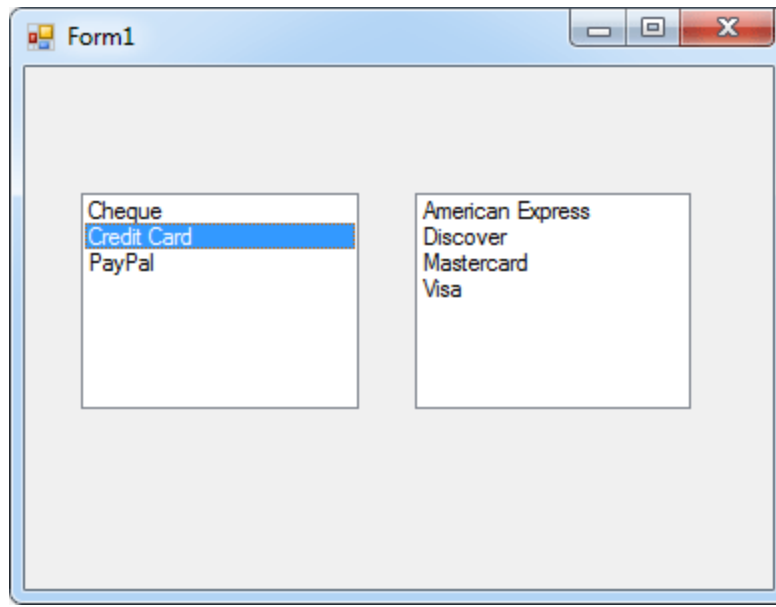 Form1
Cheque
Credit Card
PayPal
American Express
Discover
Mastercard
Visa